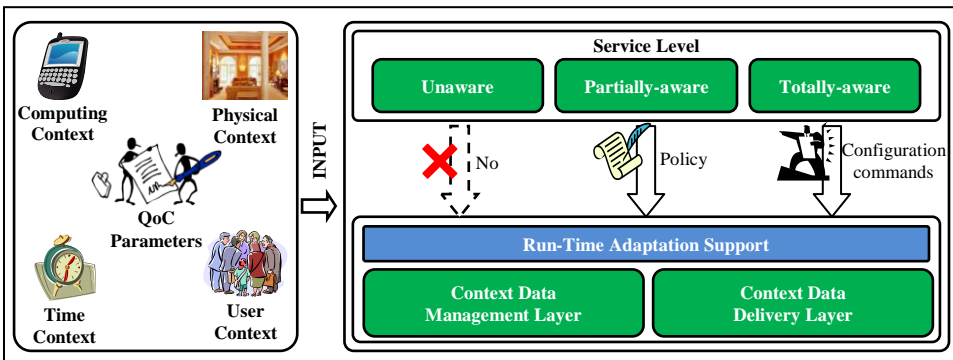 Computing
Context
Physical
Context
QoC
Parameters
Time
Context
User
Context
INPUT
Service Level
Unaware
Partially-aware
Totally-aware
No
Policy
Configuration
commands
Run-Time Adaptation Support
Context Data
Management Layer
Context Data
Delivery Layer